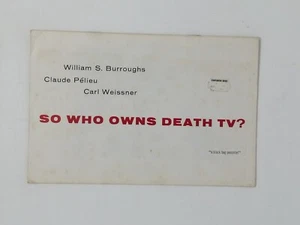 William S. Burroughs
Claude Pélieu
Carl Weissner
SO WHO OWNS DEATH TV?